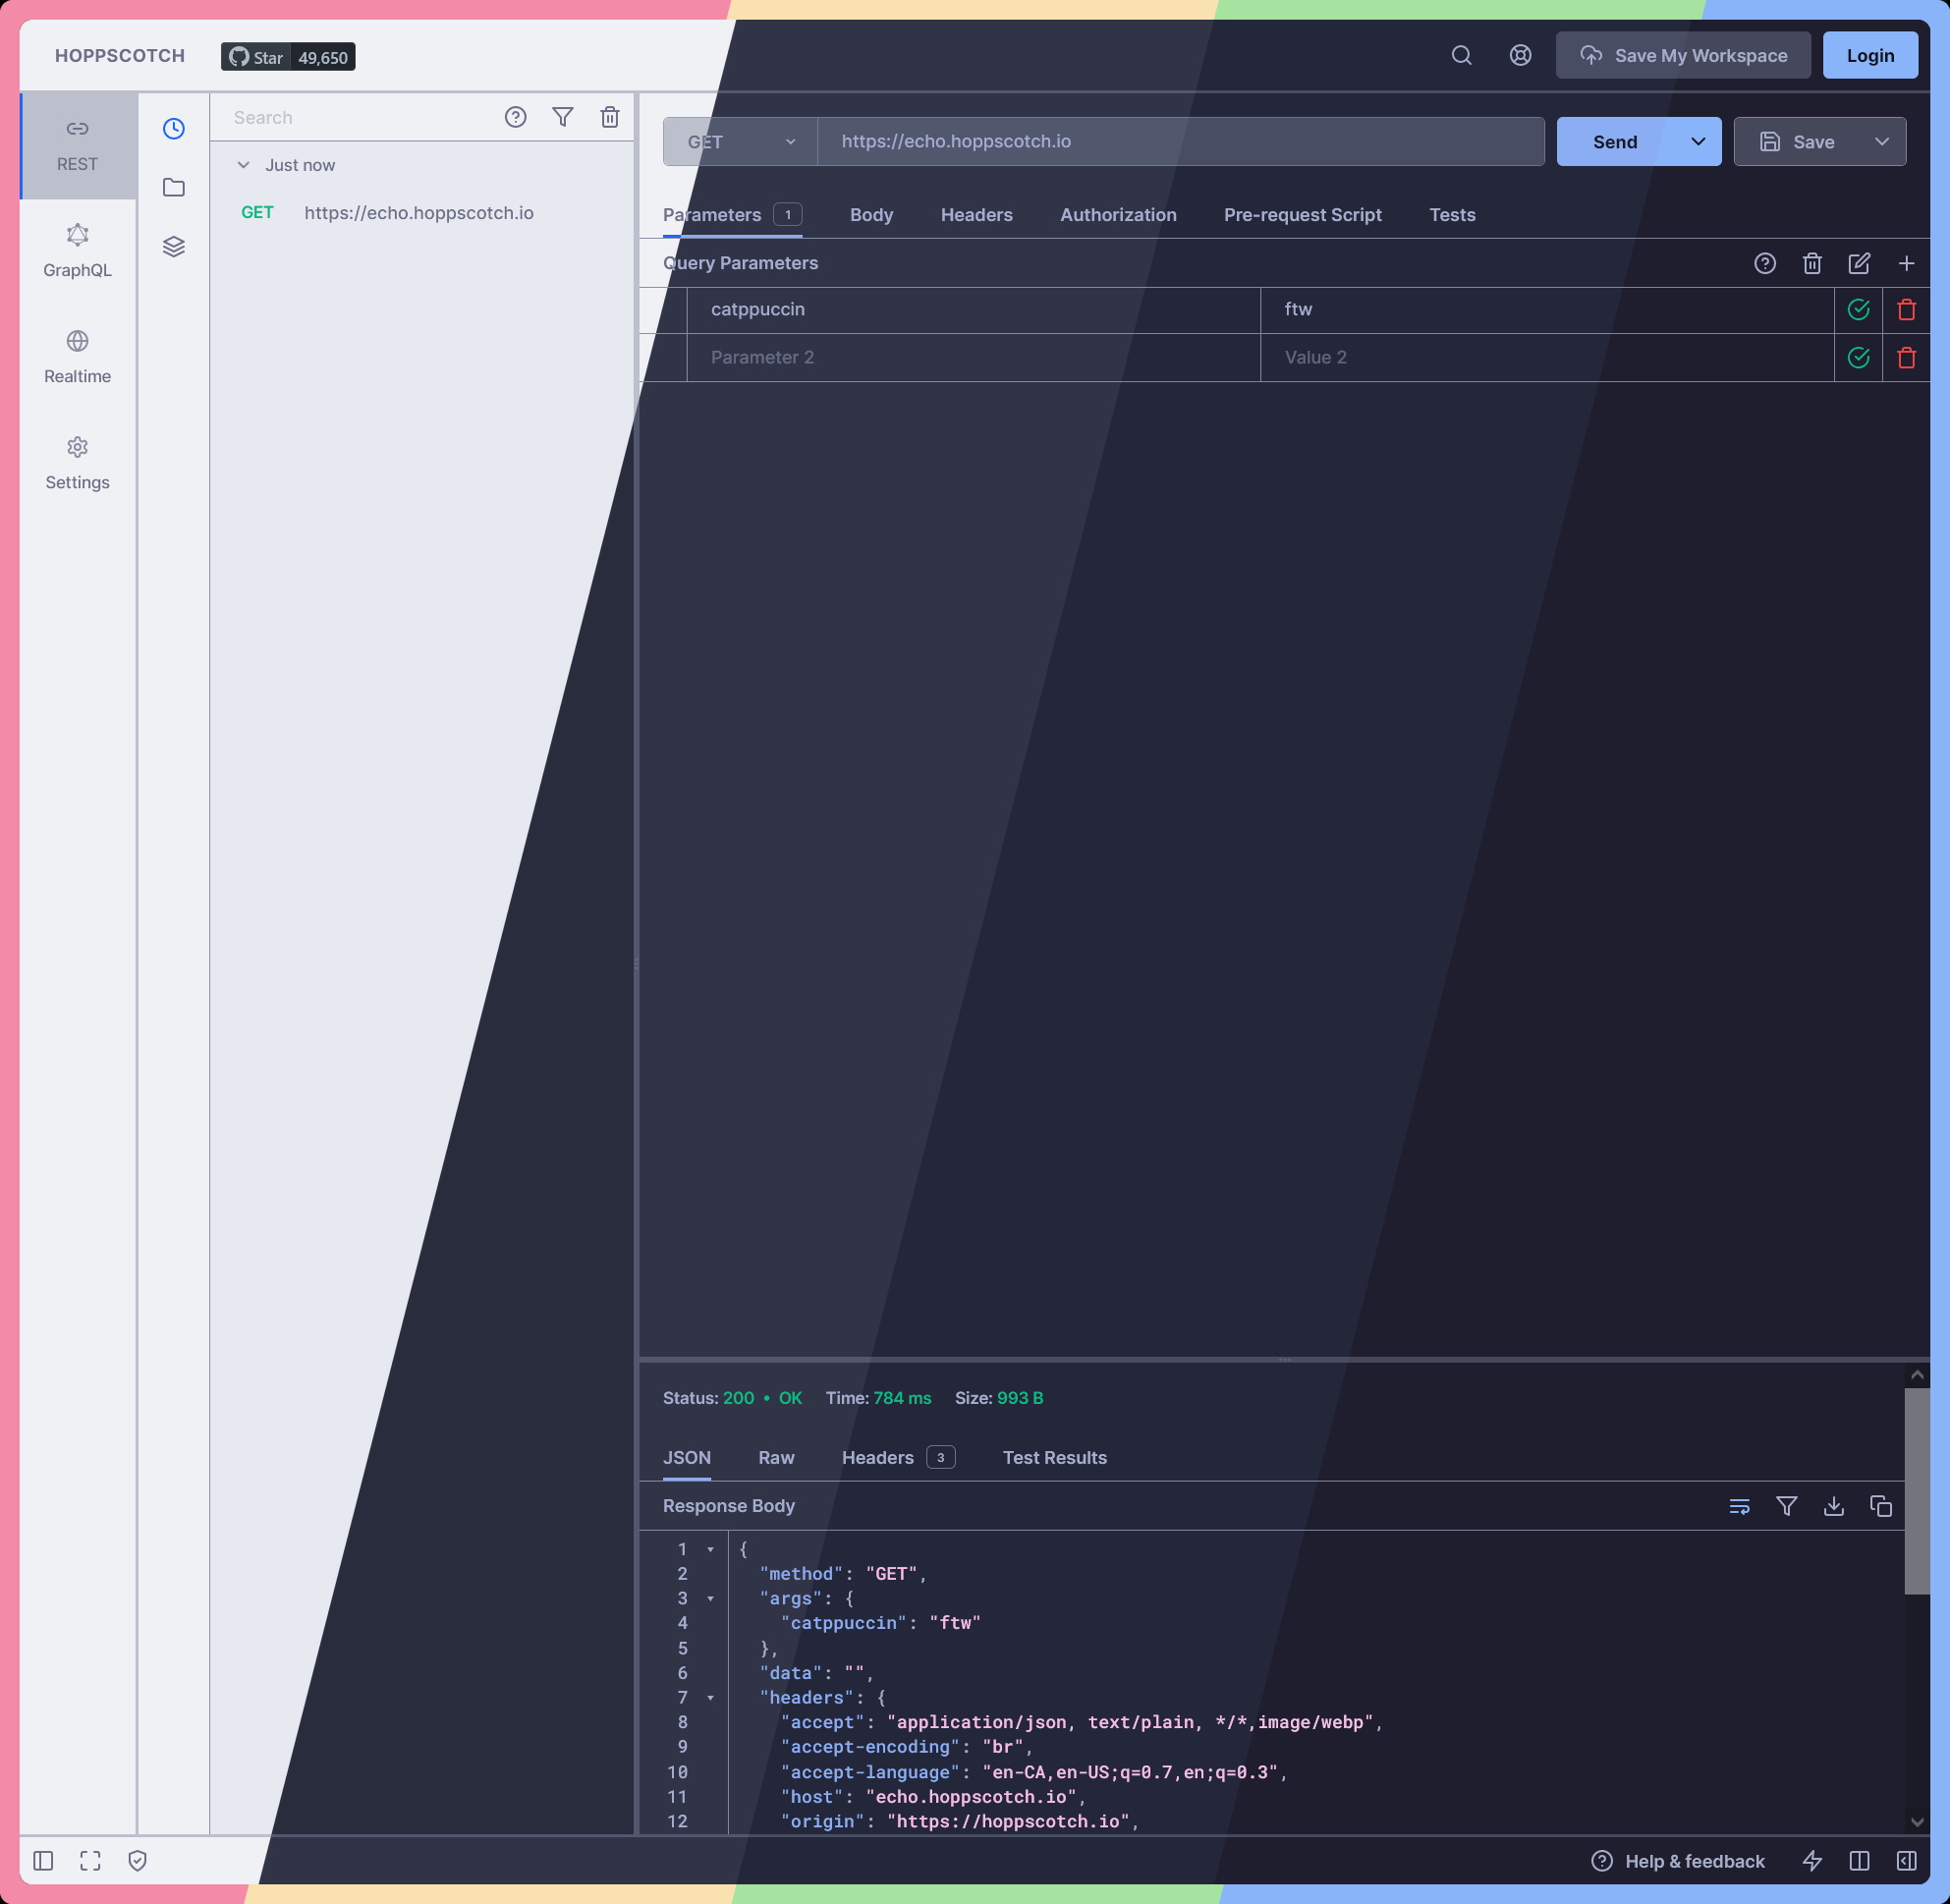 HOPPSCOTCH
Star 49,650
Save My Workspace
Login
REST
GraphQL
Realtime
Settings
Search
Just now
GET https://echo.hoppscotch.io
GET https://echo.hoppscotch.io
Send
Save
Parameters 1 Body Headers Authorization Pre-request Script Tests
Query Parameters
catppuccin ftw
Parameter 2 Value 2
Status: 200 • OK Time: 784 ms Size: 993 B
JSON Raw Headers 3 Test Results
Response Body
1 {
2 "method": "GET",
3 "args": {
4 "catppuccin": "ftw"
5 },
6 "data": "",
7 "headers": {
8 "accept": "application/json, text/plain, */*,image/webp",
9 "accept-encoding": "br",
10 "accept-language": "en-CA,en-US;q=0.7,en;q=0.3",
11 "host": "echo.hoppscotch.io",
12 "origin": "https://hoppscotch.io",
Help & feedback